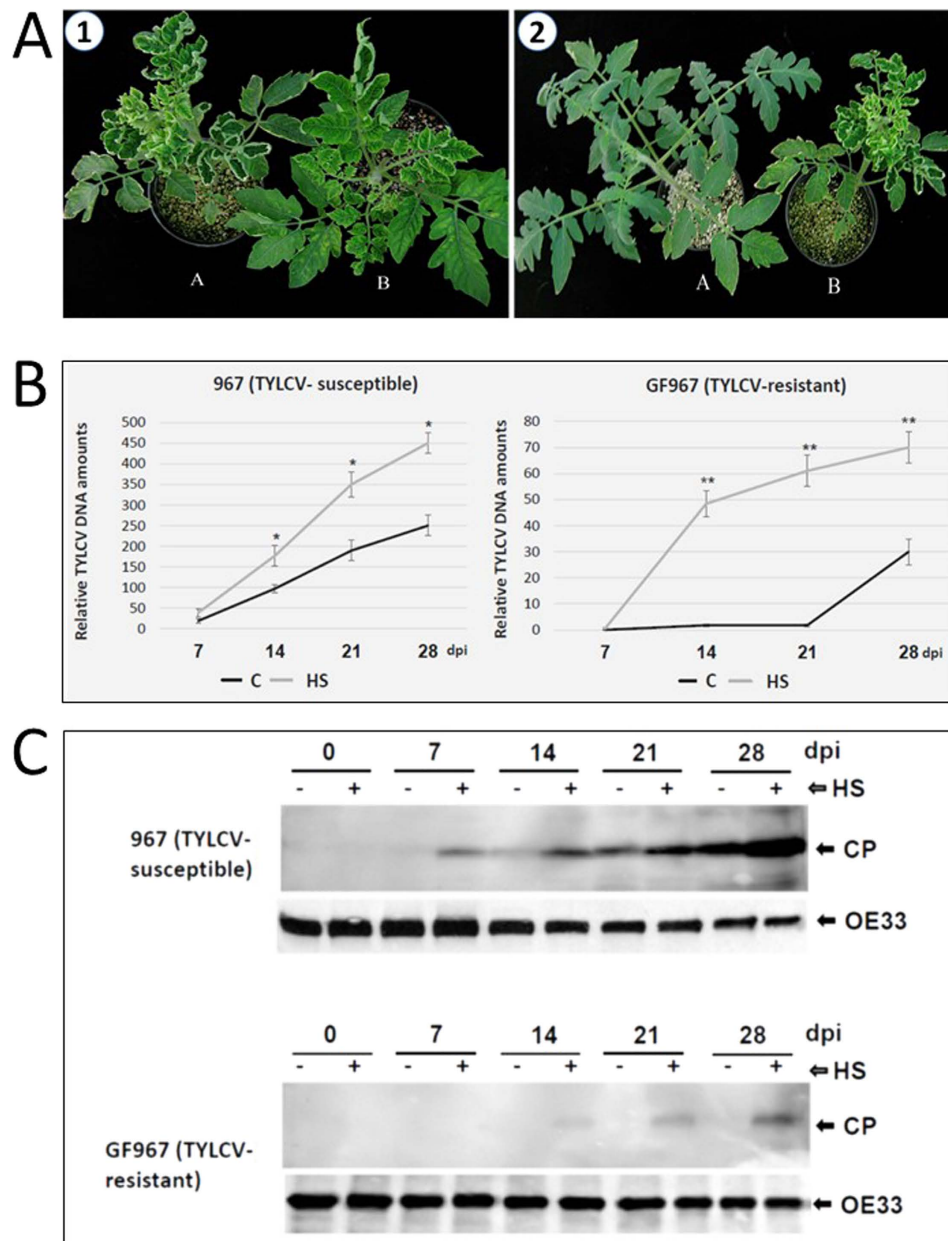 A
1
2
A
B
A
B
B
967 (TYLCV- susceptible)
Relative TYLCV DNA amounts
500
450
400
350
300
250
200
150
100
50
0
*
*
*
*
7 14 21 28 dpi
C HS
GF967 (TYLCV-resistant)
Relative TYLCV DNA amounts
80
70
60
50
40
30
20
10
0
**
**
**
7 14 21 28 dpi
C HS
C
0 7 14 21 28 dpi
- + - + - + - + - + ⇐ HS
967 (TYLCV-
susceptible)
← CP
← OE33
0 7 14 21 28 dpi
- + - + - + - + - + ⇐ HS
← CP
GF967 (TYLCV-
resistant)
← OE33